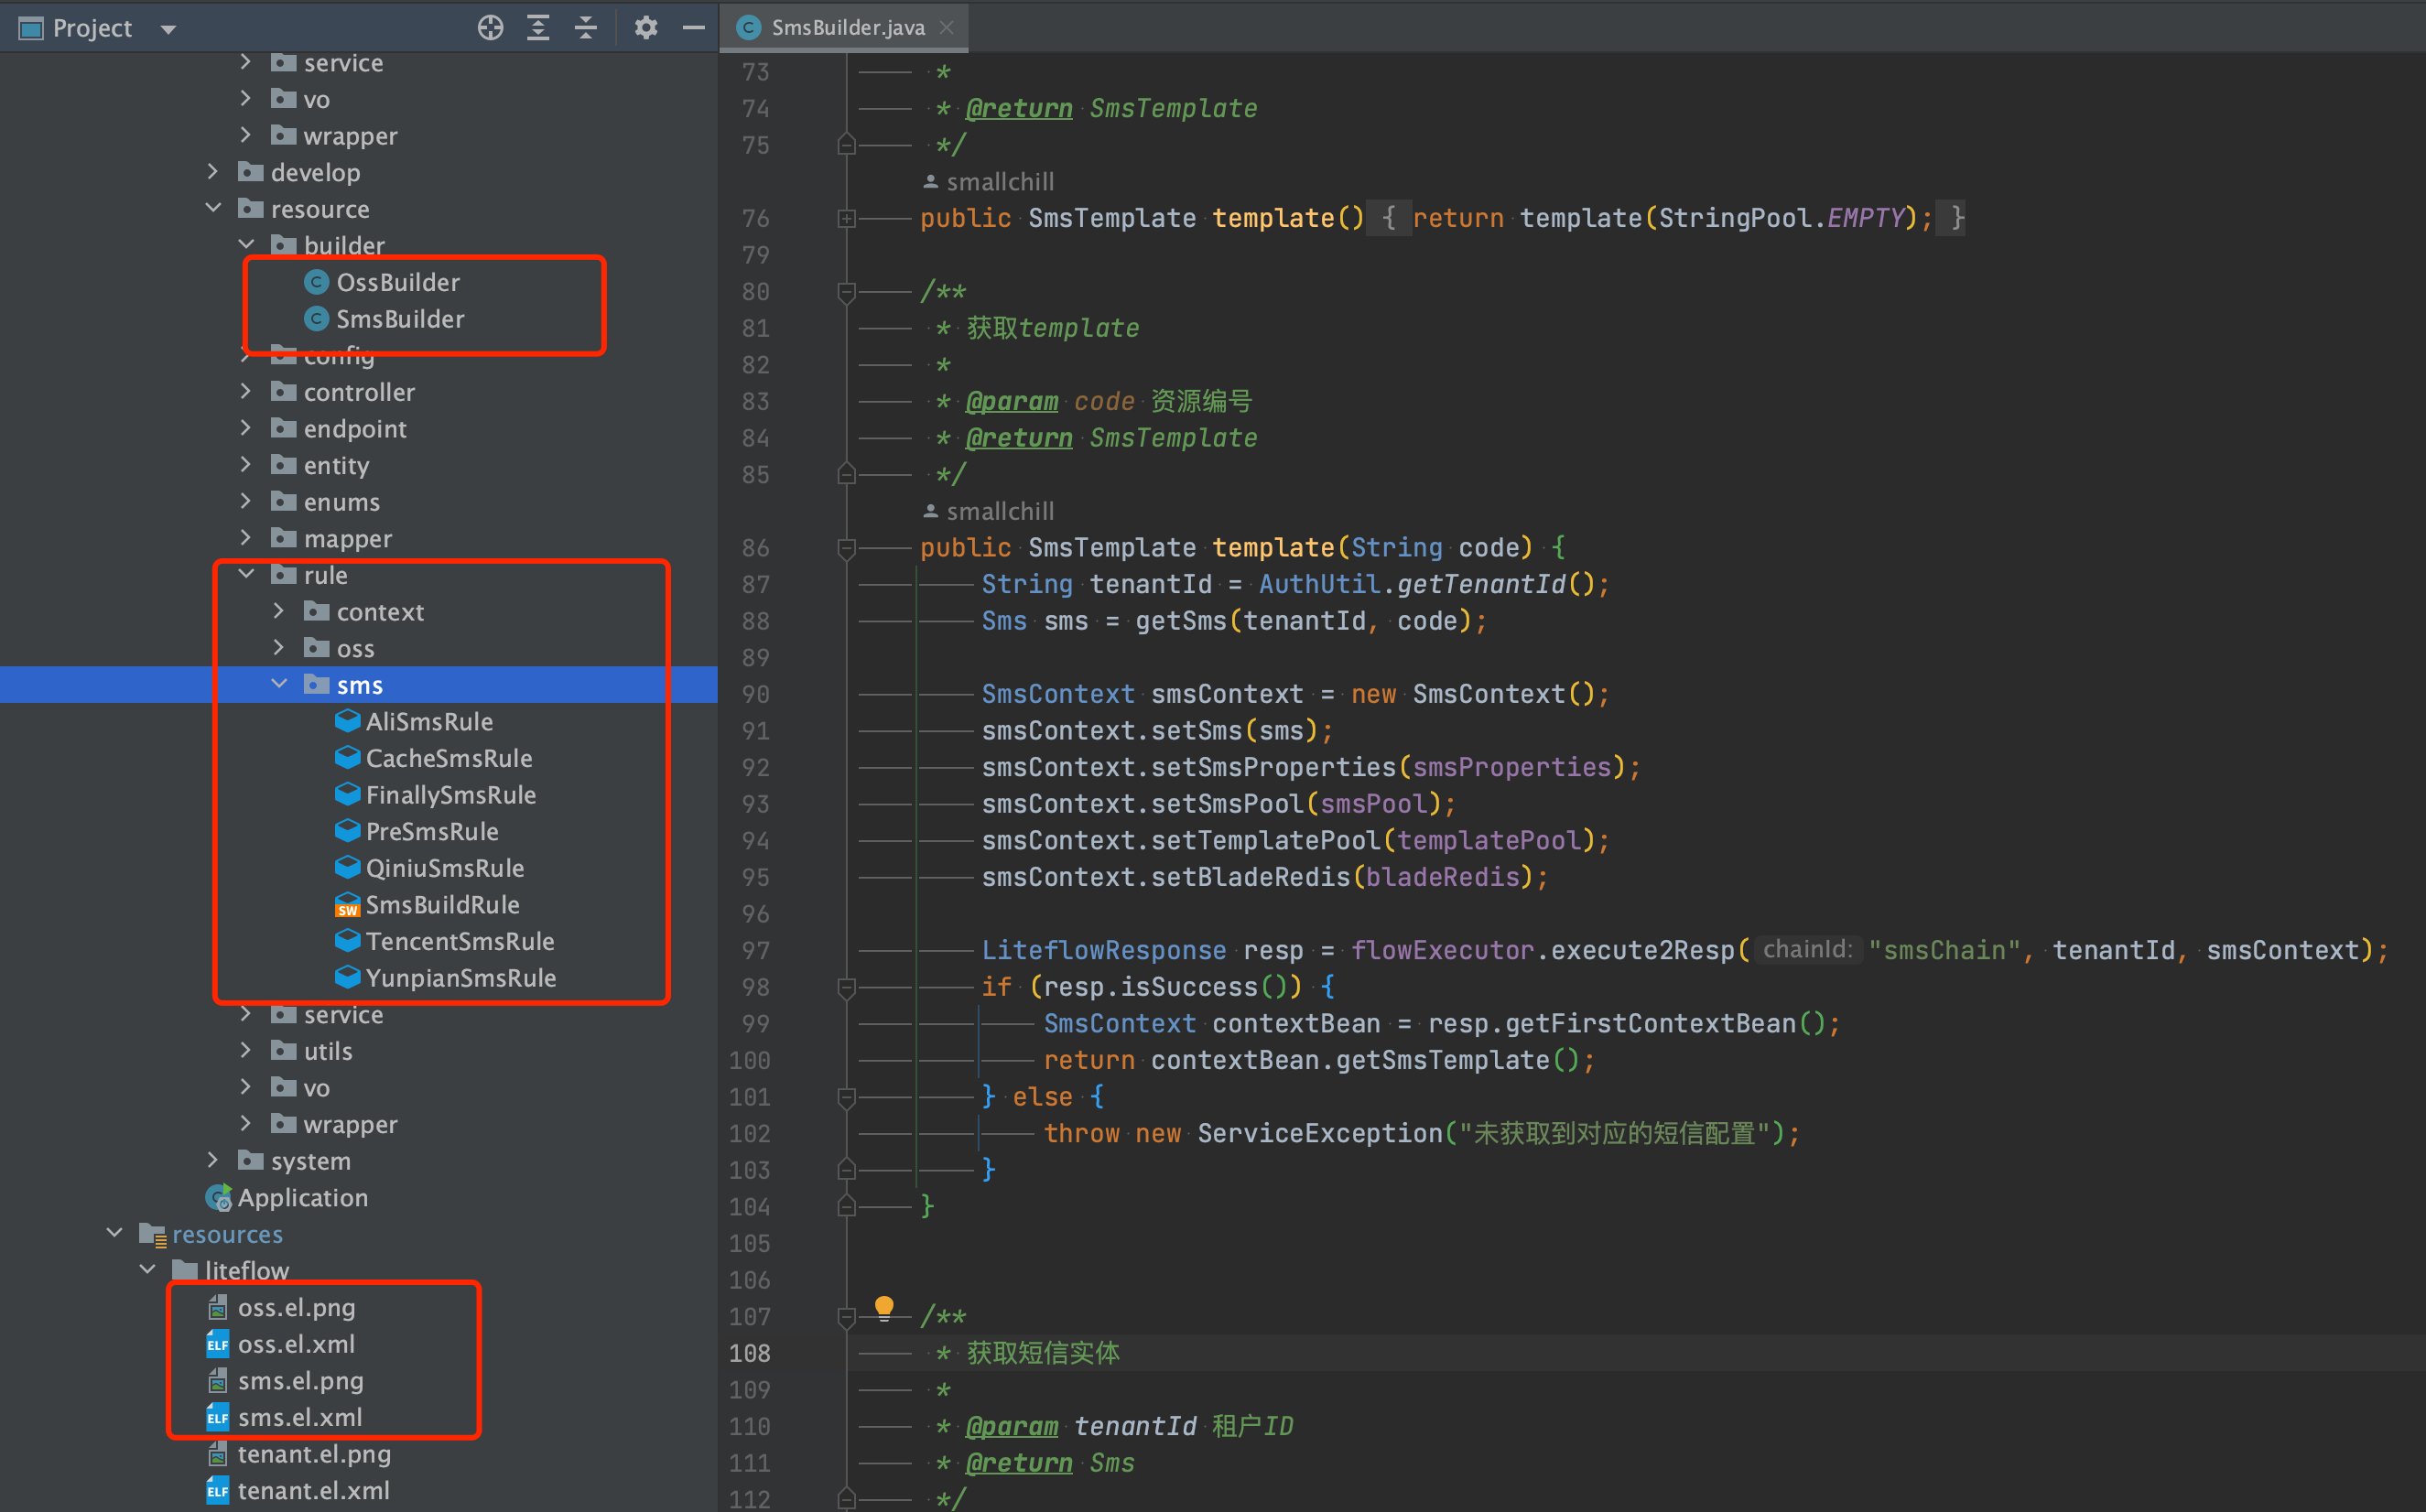 Project
service
vo
wrapper
develop
resource
builder
OssBuilder
SmsBuilder
config
controller
endpoint
entity
enums
mapper
rule
context
oss
sms
AliSmsRule
CacheSmsRule
FinallySmsRule
PreSmsRule
QiniuSmsRule
SmsBuildRule
TencentSmsRule
YunpianSmsRule
service
utils
vo
wrapper
system
Application
resources
liteflow
oss.el.png
oss.el.xml
sms.el.png
sms.el.xml
tenant.el.png
tenant.el.xml
SmsBuilder.java
73 *
74 * @return SmsTemplate
75 */
smallchill
76 public SmsTemplate template() { return template(StringPool.EMPTY); }
79
80 /**
81 * 获取template
82 *
83 * @param code 资源编号
84 * @return SmsTemplate
85 */
smallchill
86 public SmsTemplate template(String code) {
87 String tenantId = AuthUtil.getTenantId();
88 Sms sms = getSms(tenantId, code);
89
90 SmsContext smsContext = new SmsContext();
91 smsContext.setSms(sms);
92 smsContext.setSmsProperties(smsProperties);
93 smsContext.setSmsPool(smsPool);
94 smsContext.setTemplatePool(templatePool);
95 smsContext.setBladeRedis(bladeRedis);
96
97 LiteflowResponse resp = flowExecutor.execute2Resp( chainId: "smsChain", tenantId, smsContext);
98 if (resp.isSuccess()) {
99 SmsContext contextBean = resp.getFirstContextBean();
100 return contextBean.getSmsTemplate();
101 } else {
102 throw new ServiceException("未获取到对应的短信配置");
103 }
104 }
105
106
107 /**
108 * 获取短信实体
109 *
110 * @param tenantId 租户ID
111 * @return Sms
112 */